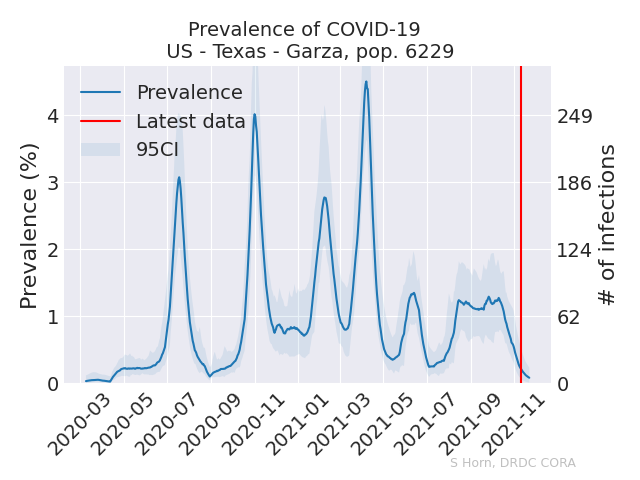 Prevalence of COVID-19
US - Texas - Garza, pop. 6229
Prevalence
Latest data
95CI
Prevalence (%)
4
3
2
1
0
# of infections
249
186
124
62
0
2020-03
2020-05
2020-07
2020-09
2020-11
2021-01
2021-03
2021-05
2021-07
2021-09
2021-11
S Horn, DRDC CORA